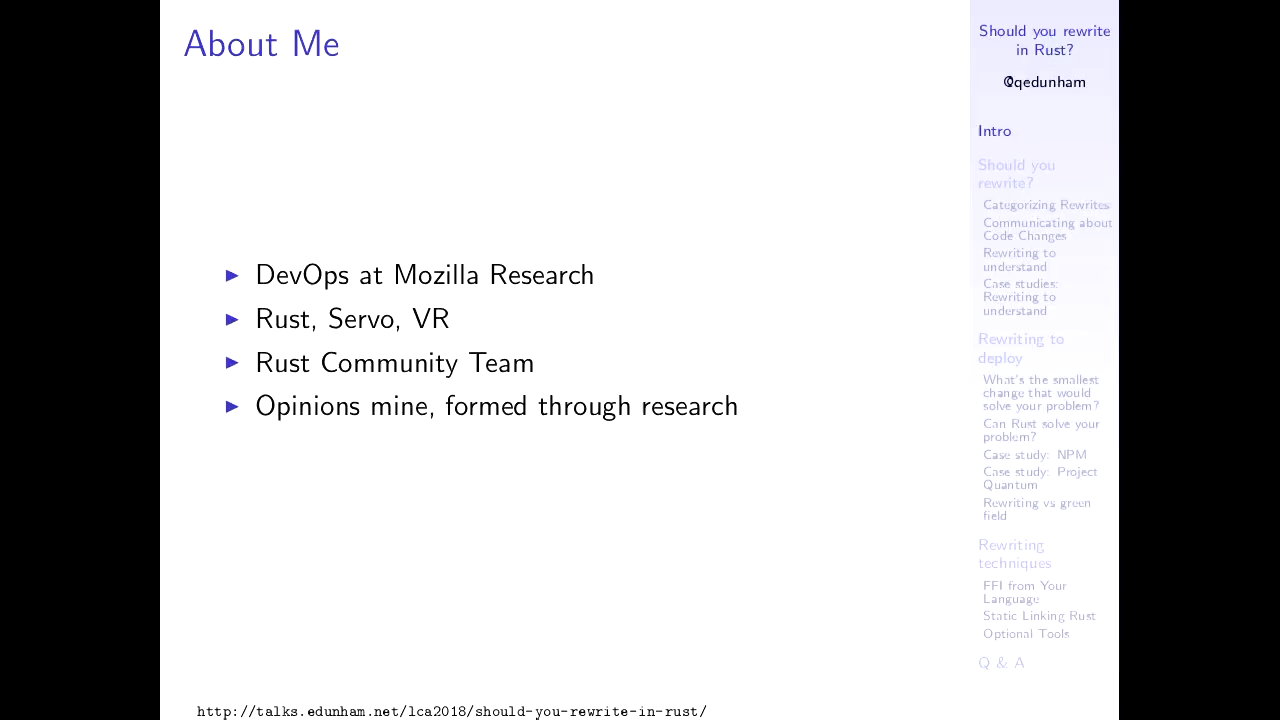 About Me
DevOps at Mozilla Research
Rust, Servo, VR
Rust Community Team
Opinions mine, formed through research
http://talks.edunham.net/lca2018/should-you-rewrite-in-rust/
Should you rewrite
in Rust?
@qedunham
Intro
Should you
rewrite?
Categorizing Rewrites
Communicating about
Code Changes
Rewriting to
understand
Case studies:
Rewriting to
understand
Rewriting to
deploy
What's the smallest
change that would
solve your problem?
Can Rust solve your
problem?
Case study: NPM
Case study: Project
Quantum
Rewriting vs green
field
Rewriting
techniques
FFI from Your
Language
Static Linking Rust
Optional Tools
Q & A